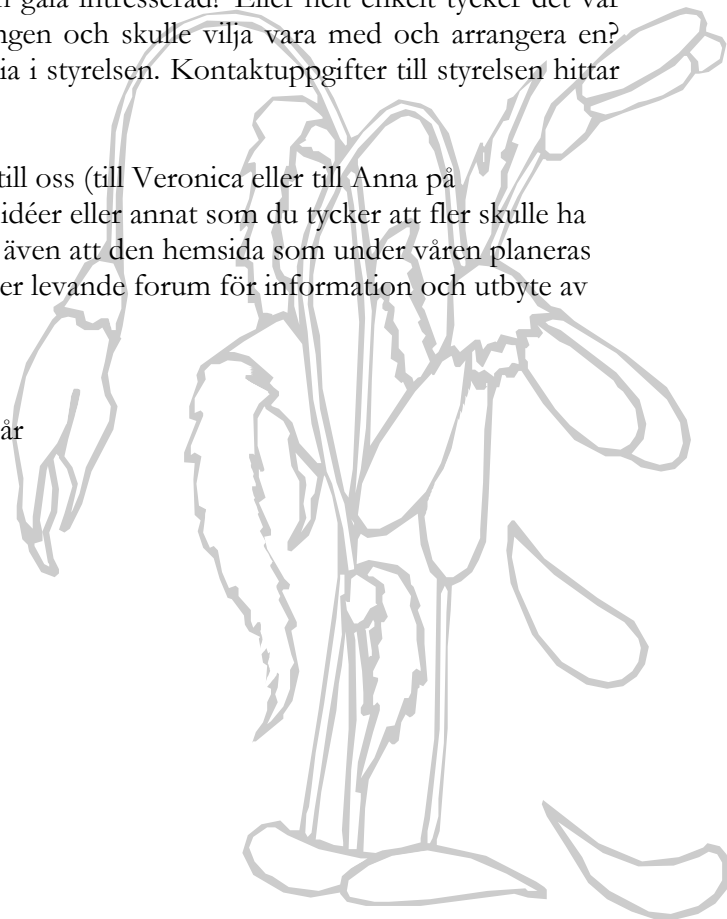 gala intresserad? Eller helt enkelt tycker det var
ngen och skulle vilja vara med och arrangera en?
ia i styrelsen. Kontaktuppgifter till styrelsen hittar
till oss (till Veronica eller till Anna på
idéer eller annat som du tycker att fler skulle ha
även att den hemsida som under våren planeras
er levande forum för information och utbyte av
år